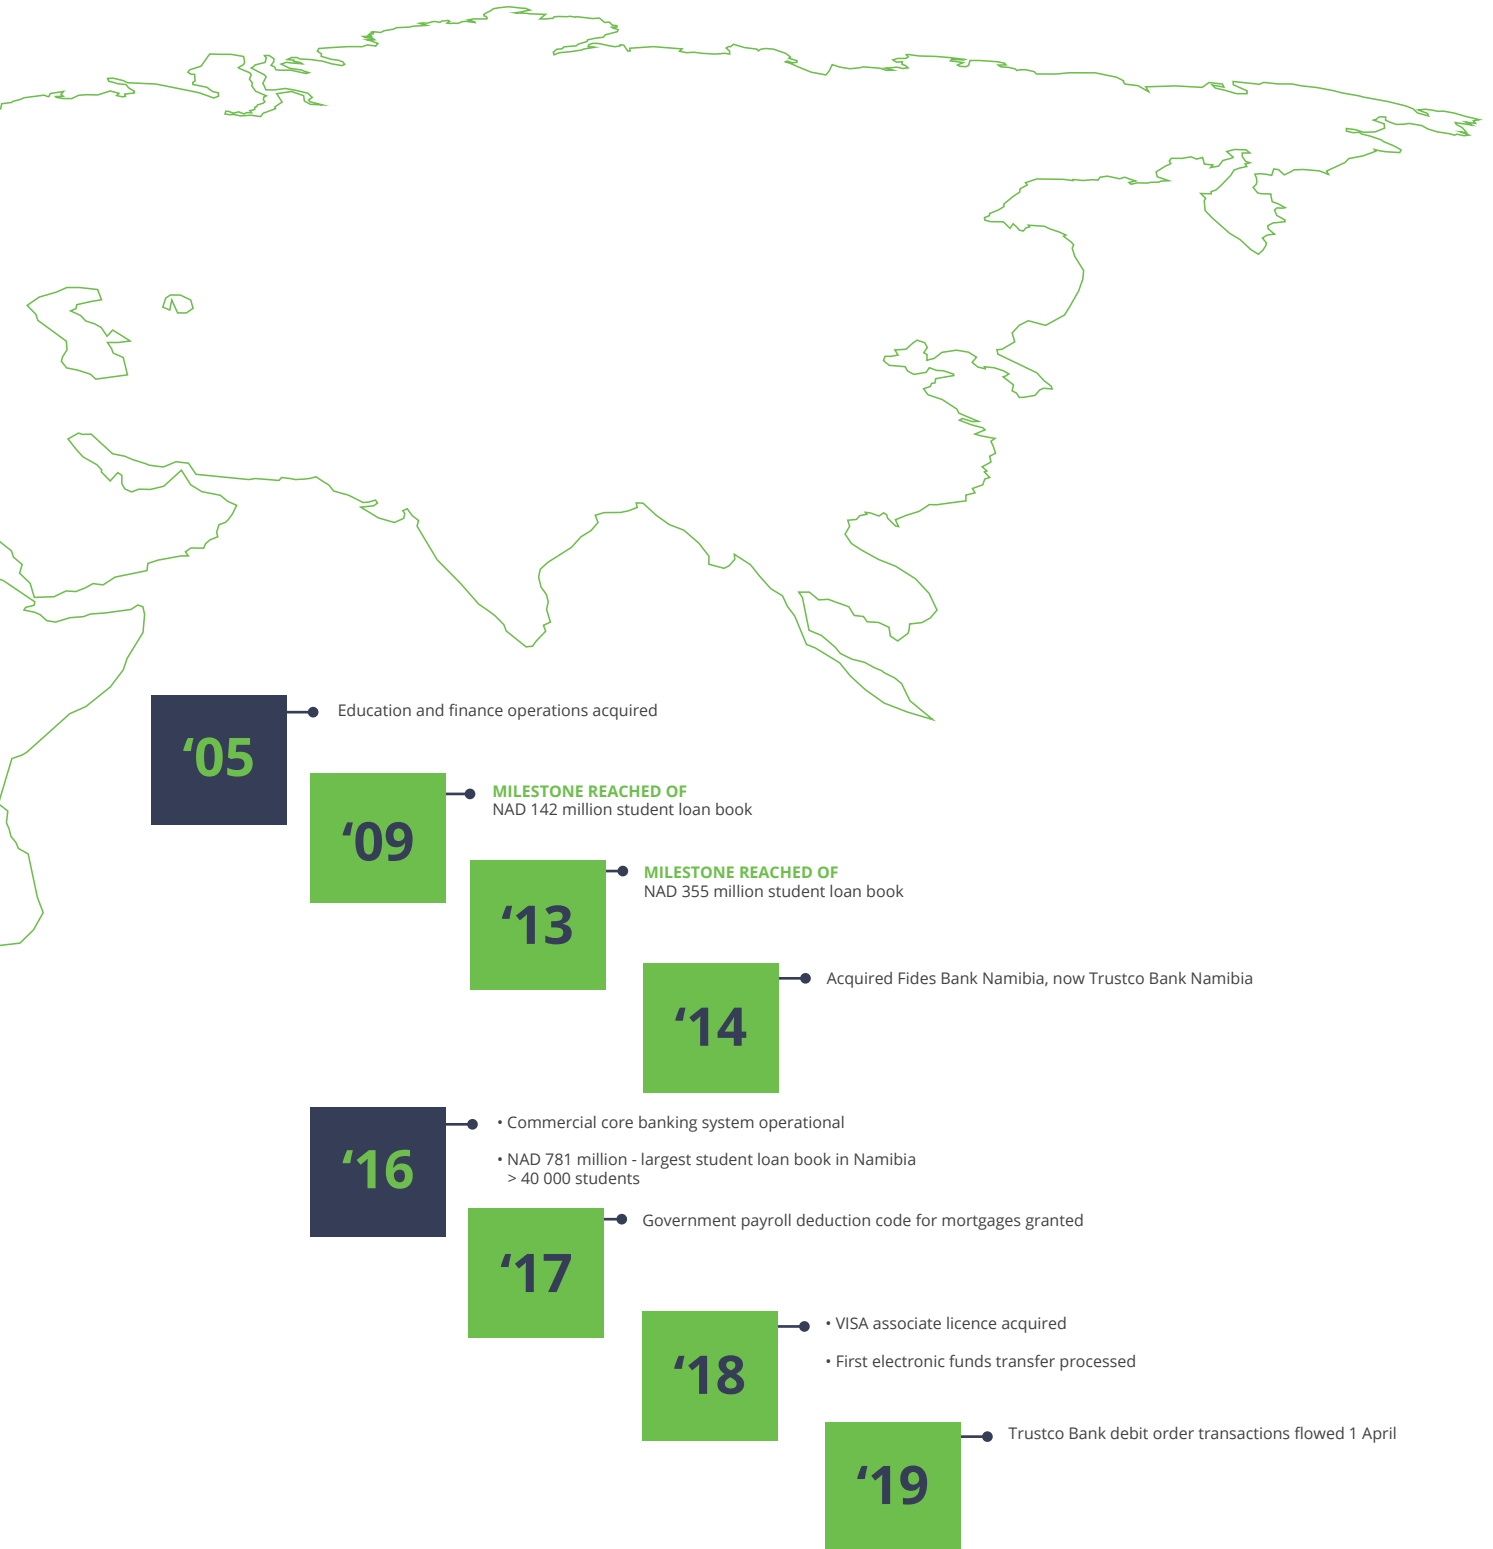 ‘05
Education and finance operations acquired
‘09
MILESTONE REACHED OF
NAD 142 million student loan book
‘13
MILESTONE REACHED OF
NAD 355 million student loan book
‘14
Acquired Fides Bank Namibia, now Trustco Bank Namibia
‘16
• Commercial core banking system operational
• NAD 781 million - largest student loan book in Namibia
> 40 000 students
‘17
Government payroll deduction code for mortgages granted
‘18
• VISA associate licence acquired
• First electronic funds transfer processed
‘19
Trustco Bank debit order transactions flowed 1 April